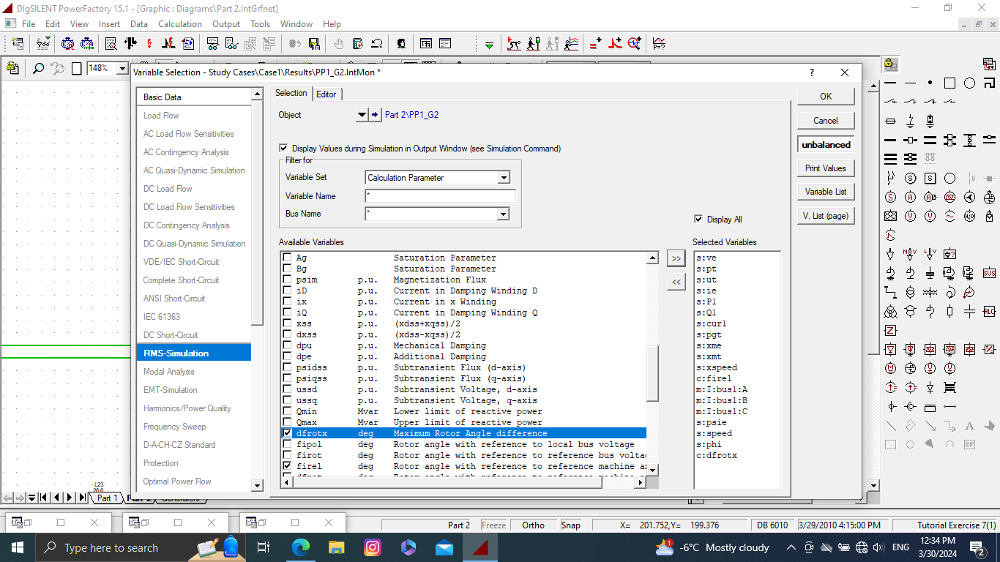 DIgSILENT PowerFactory 15.1 - [Graphic : Diagrams\Part 2.IntGrfnet]
File Edit View Insert Data Calculation Output Tools Window Help
148%
Variable Selection - Study Cases\Case1\Results\PP1_G2.IntMon *
?
Basic Data
Load Flow
AC Load Flow Sensitivities
AC Contingency Analysis
AC Quasi-Dynamic Simulation
DC Load Flow
DC Load Flow Sensitivities
DC Contingency Analysis
DC Quasi-Dynamic Simulation
VDE/IEC Short-Circuit
Complete Short-Circuit
ANSI Short-Circuit
IEC 61363
DC Short-Circuit
RMS-Simulation
Modal Analysis
EMT-Simulation
Harmonics/Power Quality
Frequency Sweep
D-A-CH-CZ Standard
Protection
Optimal Power Flow
Selection Editor
Object Part 2\PP1_G2
Display Values during Simulation in Output Window (see Simulation Command)
Filter for
Variable Set Calculation Parameter
Variable Name *
Bus Name *
Display All
Available Variables
Ag Saturation Parameter
Bg Saturation Parameter
psim p.u. Magnetization Flux
iD p.u. Current in Damping Winding D
ix p.u. Current in x Winding
iQ p.u. Current in Damping Winding Q
xss p.u. (xdss+xqss)/2
dxss p.u. (xdss-xqss)/2
dpu p.u. Mechanical Damping
dpe p.u. Additional Damping
psidss p.u. Subtransient Flux (d-axis)
psiqss p.u. Subtransient Flux (q-axis)
ussd p.u. Subtransient Voltage, d-axis
ussq p.u. Subtransient Voltage, q-axis
Qmin Mvar Lower limit of reactive power
Qmax Mvar Upper limit of reactive power
dfrotx deg Maximum Rotor Angle difference
fipol deg Rotor angle with reference to local bus voltage
firot deg Rotor angle with reference to reference bus volta
firel deg Rotor angle with reference to reference machine an
>>
<<
Selected Variables
s:ve
s:pt
s:ut
s:ie
s:P1
s:Q1
s:cur1
s:pgt
s:xme
s:xmt
s:xspeed
c:firel
m:I:bus1:A
m:I:bus1:B
m:I:bus1:C
s:psie
s:speed
s:phi
c:dfrotx
OK
Cancel
unbalanced
Print Values
Variable List
V. List (page)
L23
Part 1
Part 2
Generators
Part 2 Freeze Ortho Snap X= 201.752,Y= 199.376 DB 6010 3/29/2010 4:15:00 PM Tutorial Exercise 7(1)
Type here to search
-6°C Mostly cloudy
ENG
12:34 PM
3/30/2024
2